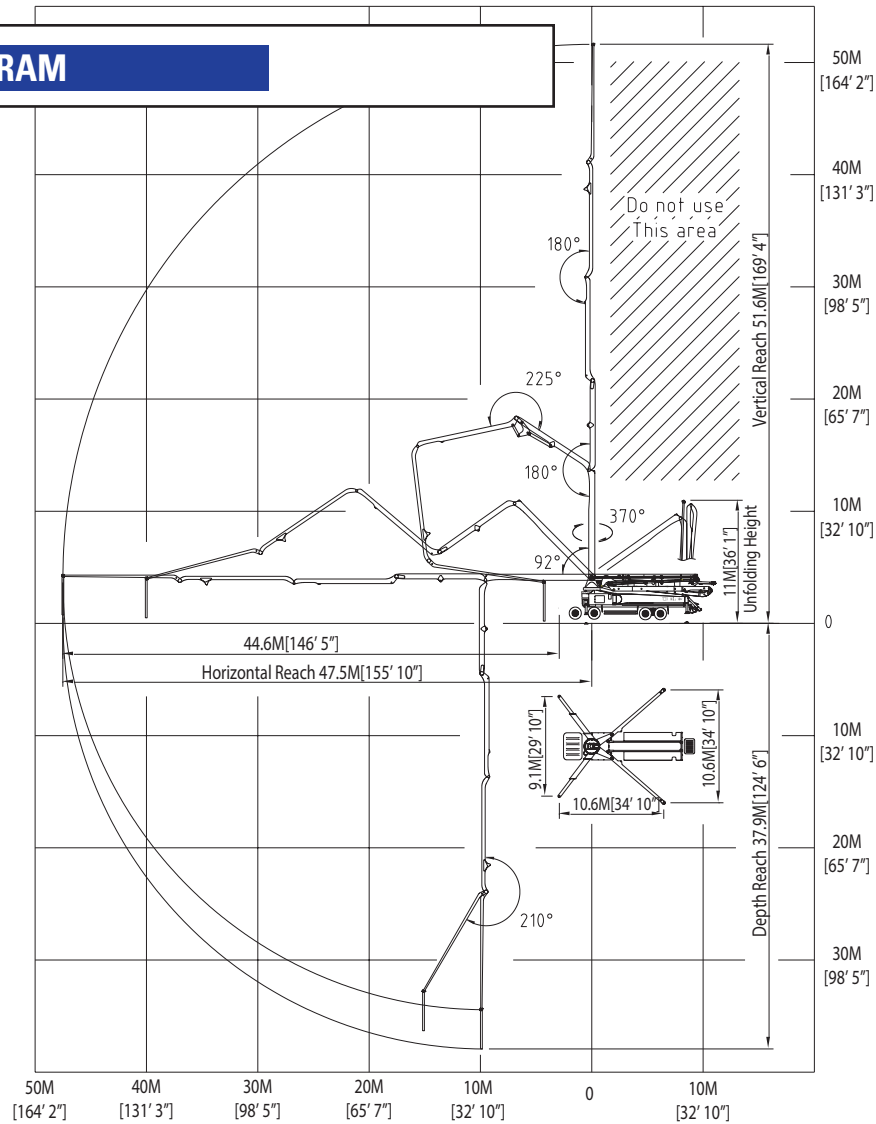 RAM
50M
[164' 2"]
40M
[131' 3"]
Do not use
This area
180°
30M
[98' 5"]
Vertical Reach 51.6M[169' 4"]
225°
20M
[65' 7"]
180°
370°
10M
[32' 10"]
92°
11M[36' 1"]
Unfolding Height
0
44.6M[146' 5"]
Horizontal Reach 47.5M[155' 10"]
9.1M[29' 10"]
10.6M[34' 10"]
10.6M[34' 10"]
10M
[32' 10"]
20M
[65' 7"]
Depth Reach 37.9M[124' 6"]
210°
30M
[98' 5"]
50M
[164' 2"]
40M
[131' 3"]
30M
[98' 5"]
20M
[65' 7"]
10M
[32' 10"]
0
10M
[32' 10"]